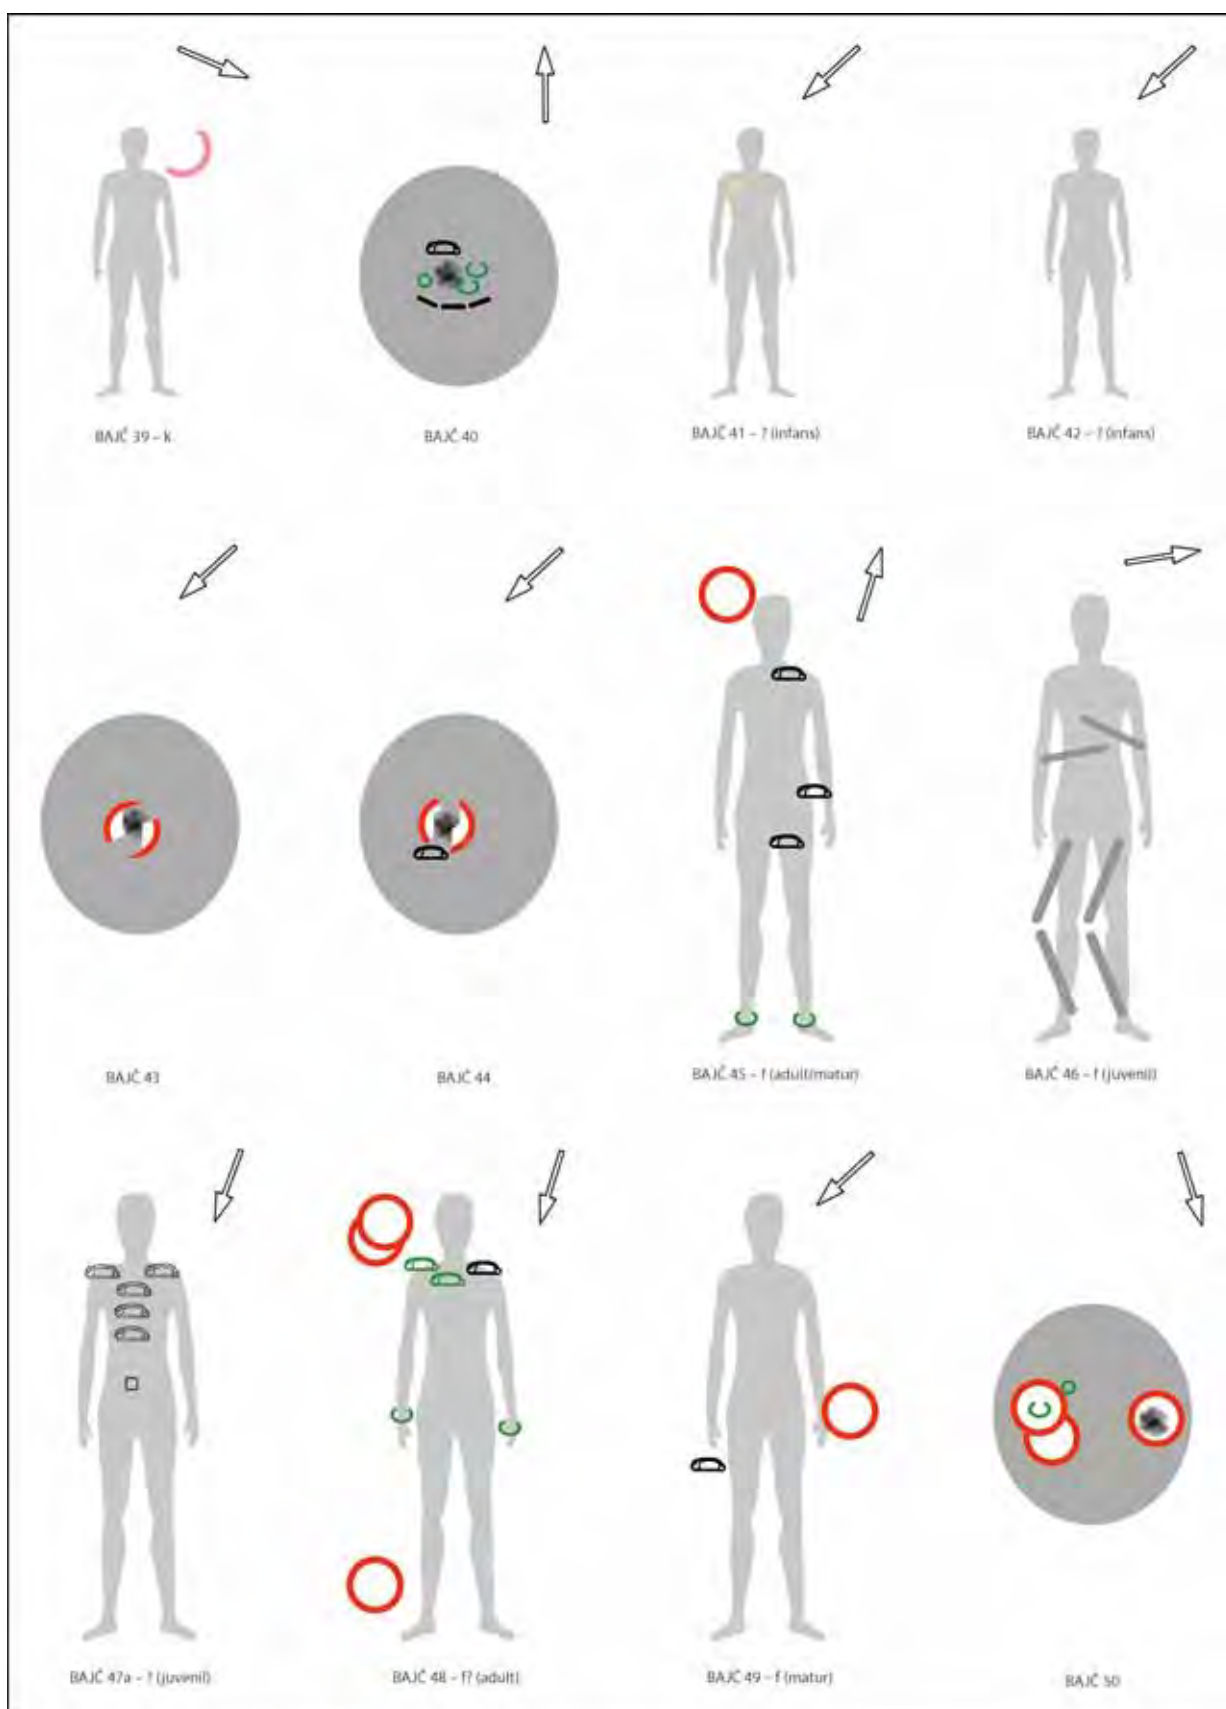 BAJČ 39 – k
BAJČ 40
BAJČ 41 – ? (infans)
BAJČ 42 – ? (infans)
BAJČ 43
BAJČ 44
BAJČ 45 – f (adult/matur)
BAJČ 46 – f (juvenil)
BAJČ 47a – ? (juvenil)
BAJČ 48 – f? (adult)
BAJČ 49 – f (matur)
BAJČ 50